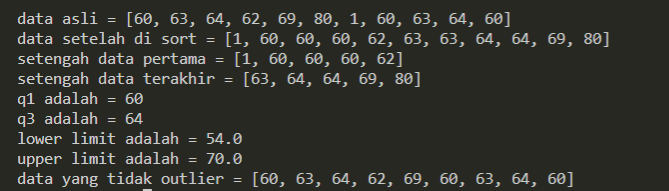 data asli = [60, 63, 64, 62, 69, 80, 1, 60, 63, 64, 60]
data setelah di sort = [1, 60, 60, 60, 62, 63, 63, 64, 64, 69, 80]
setengah data pertama = [1, 60, 60, 60, 62]
setengah data terakhir = [63, 64, 64, 69, 80]
q1 adalah = 60
q3 adalah = 64
lower limit adalah = 54.0
upper limit adalah = 70.0
data yang tidak outlier = [60, 63, 64, 62, 69, 60, 63, 64, 60]